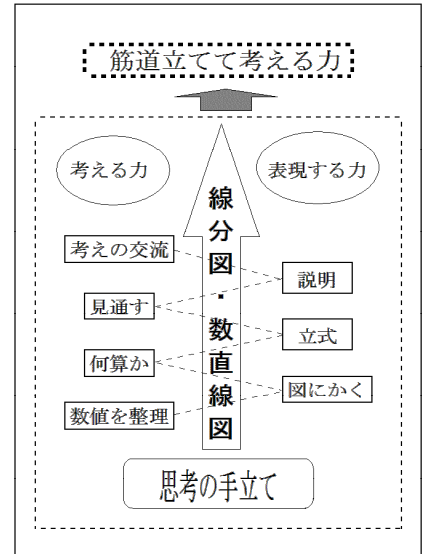 筋道立てて考える力
考える力
表現する力
線分図・数直線図
考えの交流
説明
見通す
立式
何算か
図にかく
数値を整理
思考の手立て